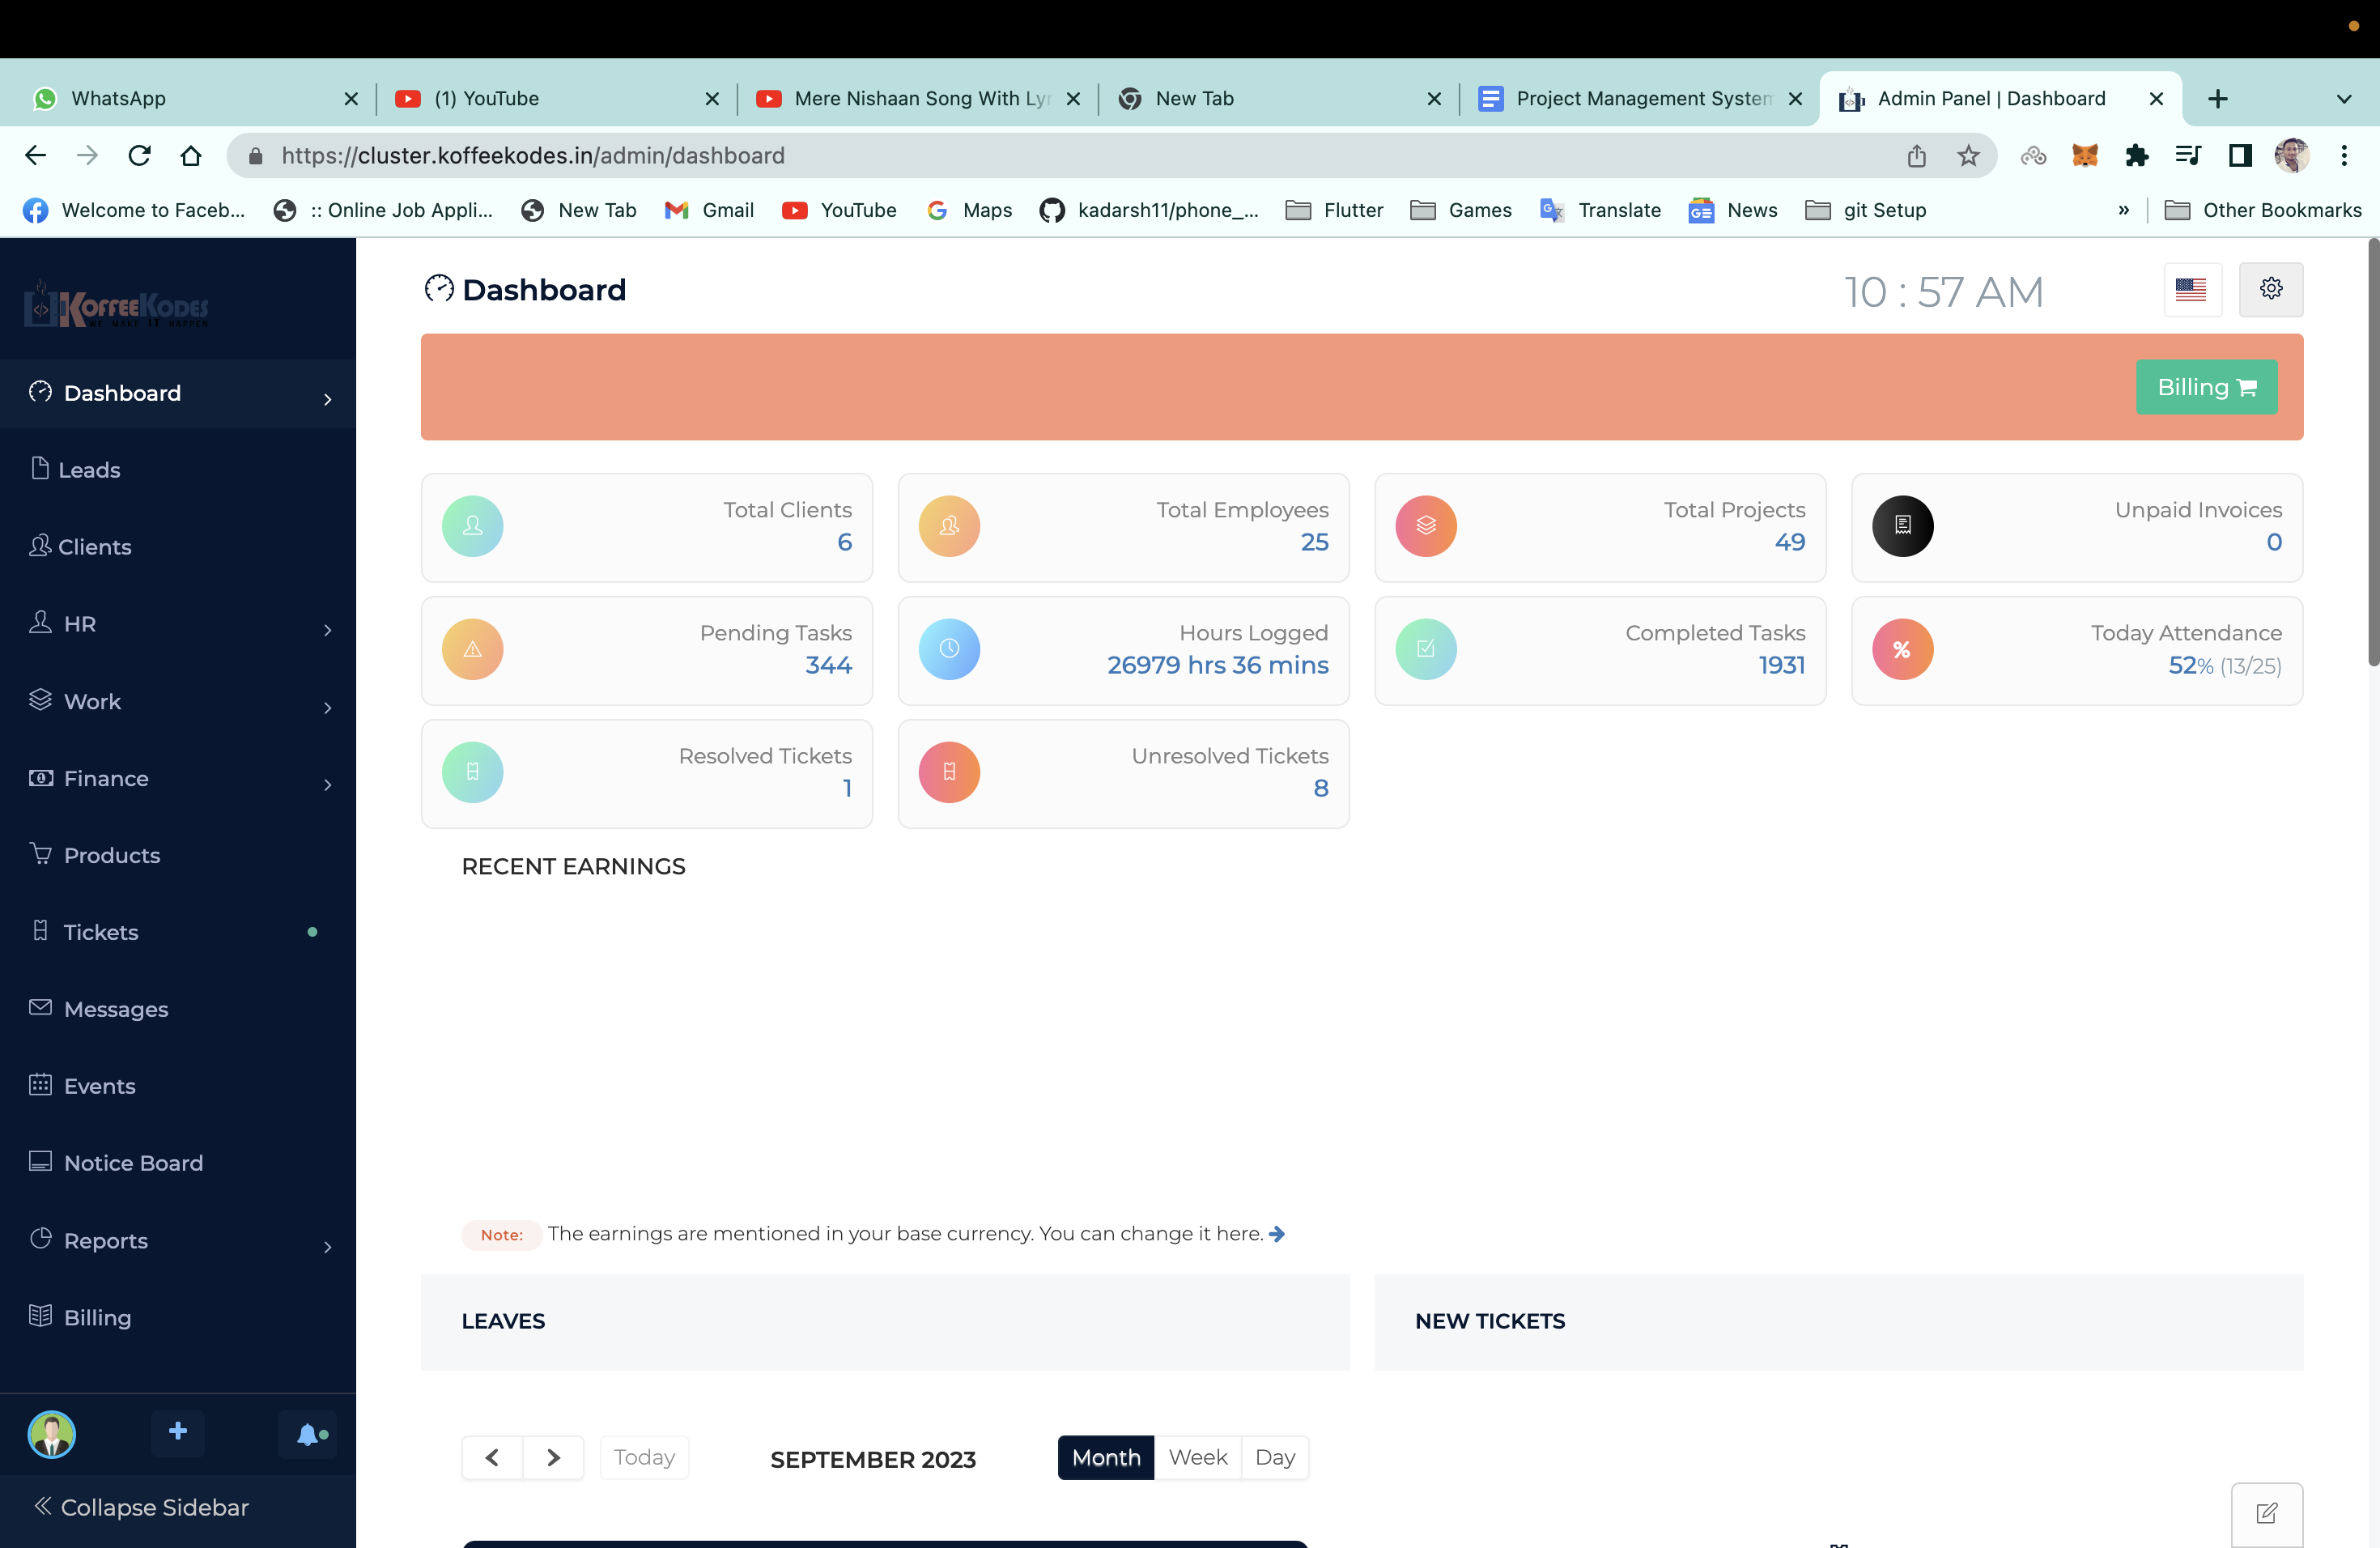 WhatsApp
(1) YouTube
Mere Nishaan Song With Lyr
New Tab
Project Management System
Admin Panel | Dashboard
https://cluster.koffeekodes.in/admin/dashboard
Welcome to Faceb...
:: Online Job Appli...
New Tab
Gmail
YouTube
Maps
kadarsh11/phone_...
Flutter
Games
Translate
News
git Setup
»
Other Bookmarks
KOFFEEKODES
WE MAKE IT HAPPEN
Dashboard
Leads
Clients
HR
Work
Finance
Products
Tickets
Messages
Events
Notice Board
Reports
Billing
Collapse Sidebar
Dashboard
10 : 57 AM
Billing
Total Clients
6
Total Employees
25
Total Projects
49
Unpaid Invoices
0
Pending Tasks
344
Hours Logged
26979 hrs 36 mins
Completed Tasks
1931
%
Today Attendance
52% (13/25)
Resolved Tickets
1
Unresolved Tickets
8
RECENT EARNINGS
Note: The earnings are mentioned in your base currency. You can change it here.
LEAVES
NEW TICKETS
Today
SEPTEMBER 2023
Month
Week
Day